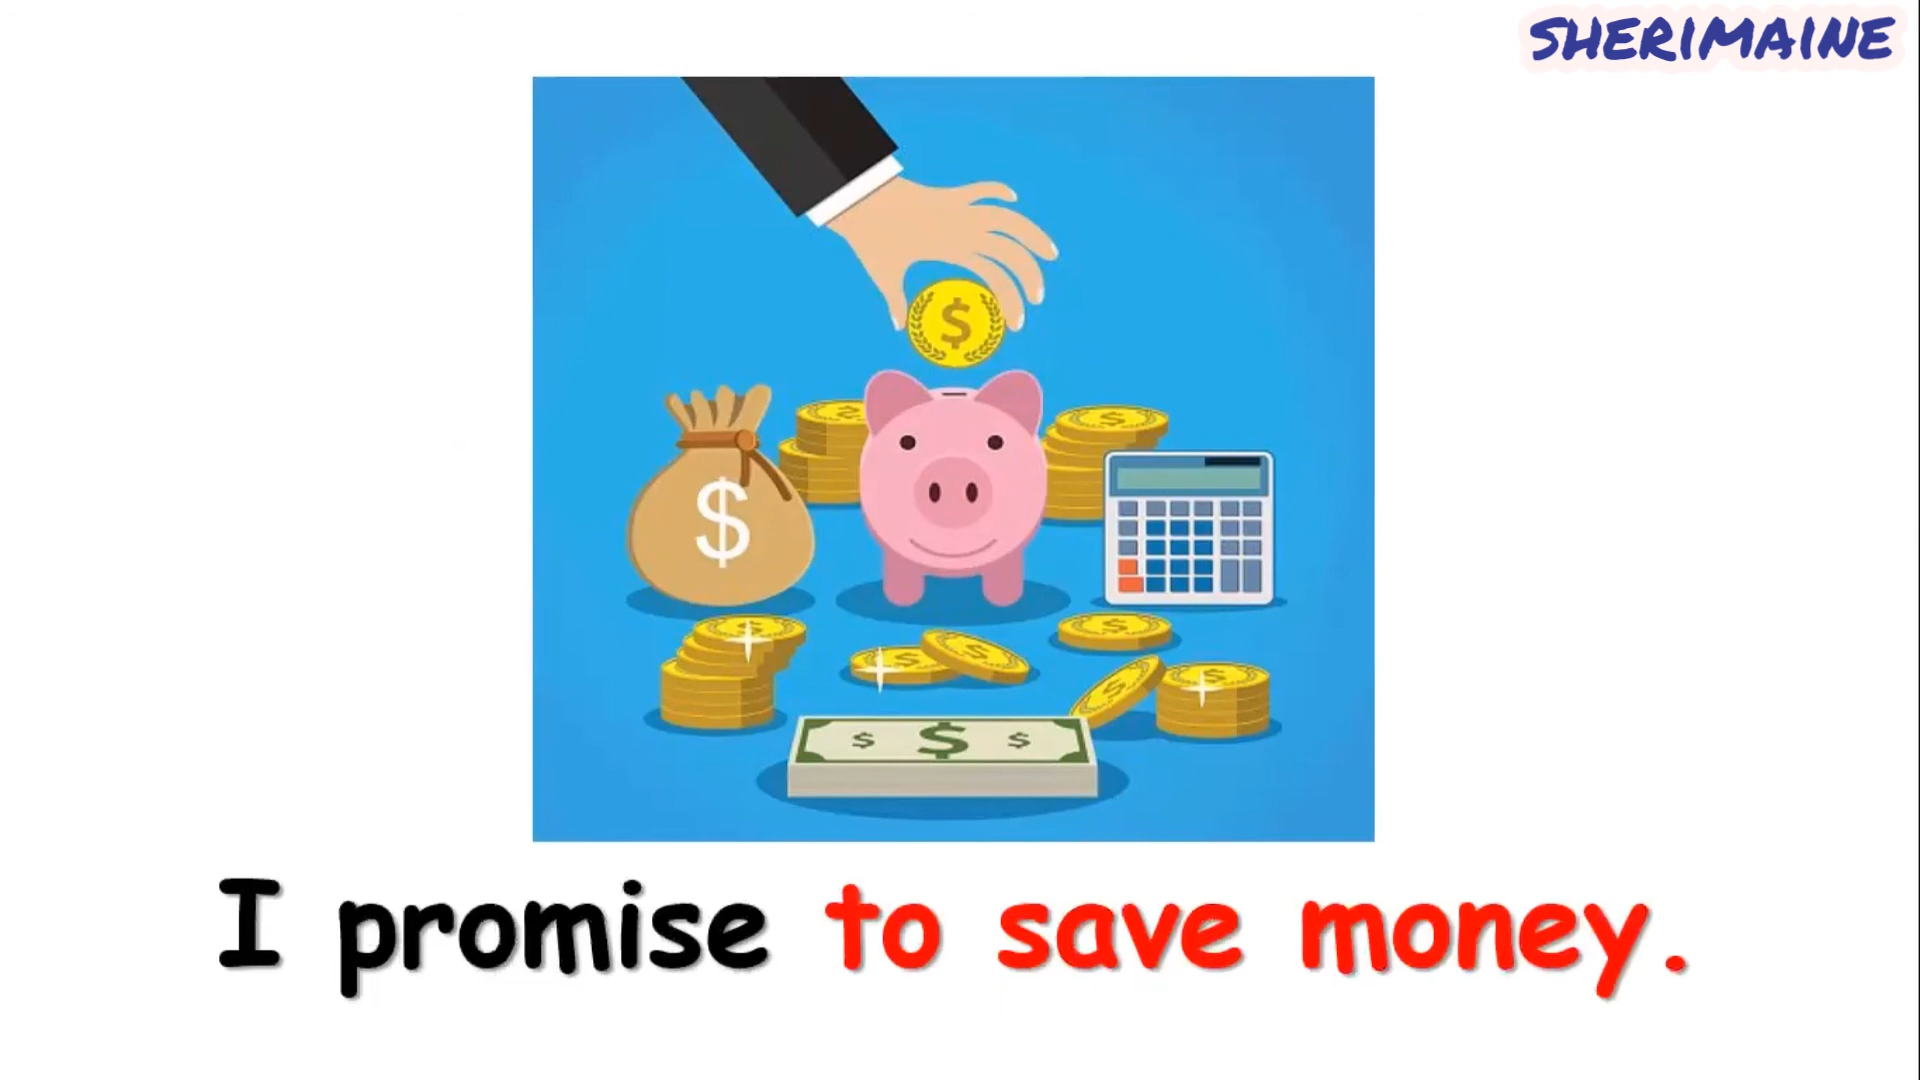 SHERIMAINE
$
$
$ $ $
I promise to save money.